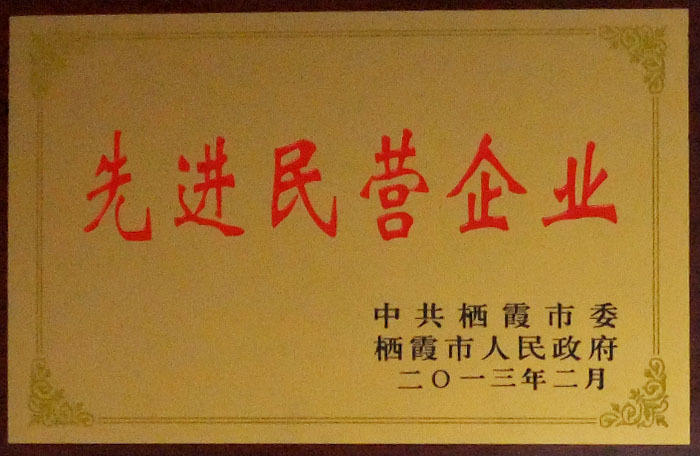 先进民营企业
中共栖霞市委
栖霞市人民政府
二〇一三年二月